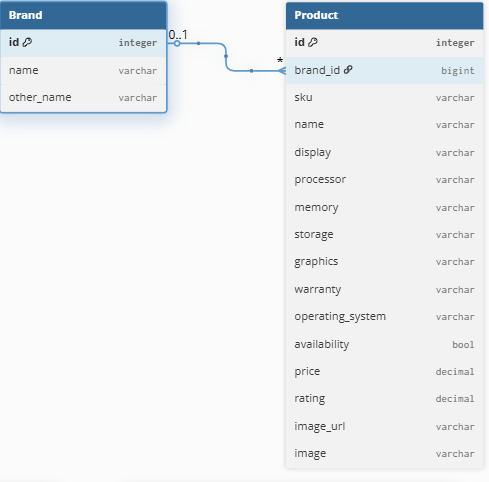 Brand
id integer
name varchar
other_name varchar
0..1
*
Product
id integer
brand_id bigint
sku varchar
name varchar
display varchar
processor varchar
memory varchar
storage varchar
graphics varchar
warranty varchar
operating_system varchar
availability bool
price decimal
rating decimal
image_url varchar
image varchar